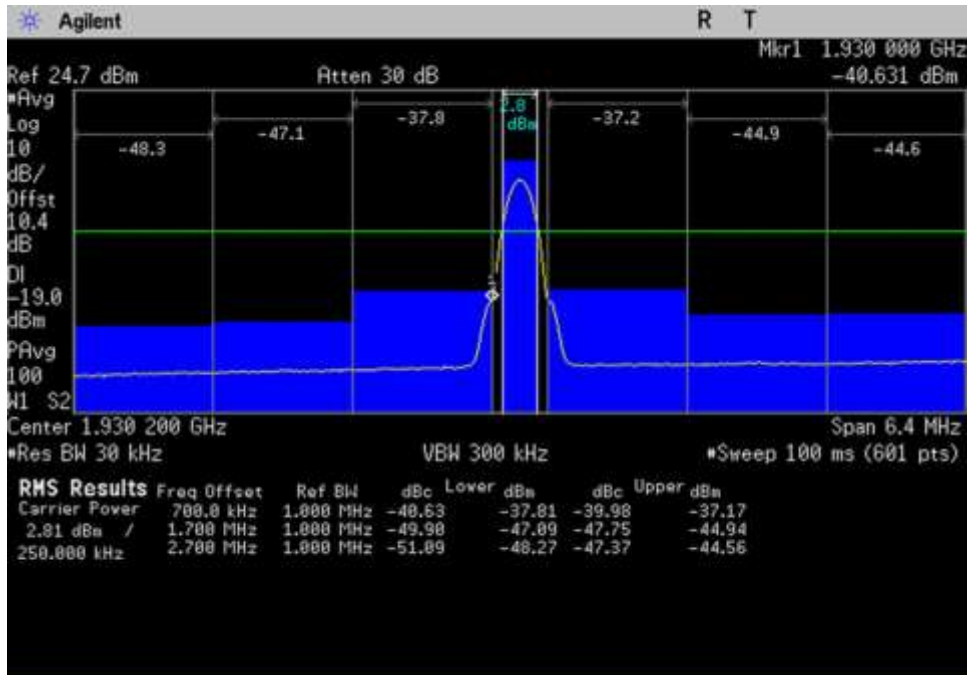 Agilent R T
Mkr1 1.930 000 GHz
Ref 24.7 dBm Atten 30 dB -40.631 dBm
#Avg
Log
10
dB/
Offst
10.4
dB
DI
-19.0
dBm
PAvg
100
W1 S2
-48.3
-47.1
-37.8
2.8
dBm
-37.2
-44.9
-44.6
1
Center 1.930 200 GHz Span 6.4 MHz
#Res BW 30 kHz VBW 300 kHz #Sweep 100 ms (601 pts)
RMS Results Freq Offset Ref BW dBc Lower dBm dBc Upper dBm
Carrier Power 700.0 kHz 1.000 MHz -40.63 -37.81 -39.98 -37.17
2.81 dBm / 1.700 MHz 1.000 MHz -49.90 -47.09 -47.75 -44.94
250.000 kHz 2.700 MHz 1.000 MHz -51.09 -48.27 -47.37 -44.56